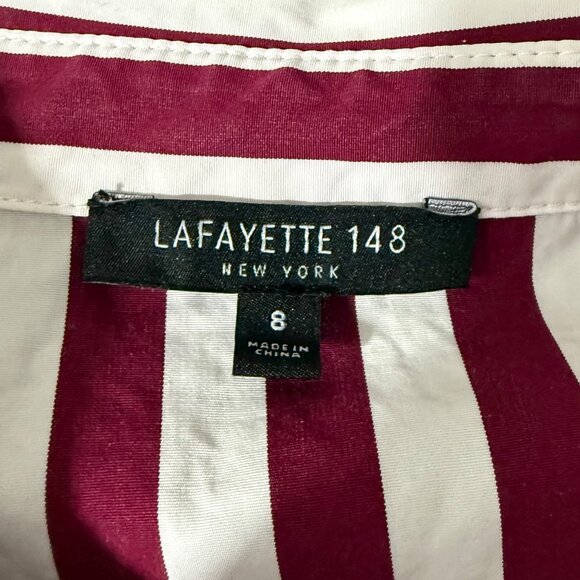 LAFAYETTE 148
NEW YORK
8
MADE IN
CHINA